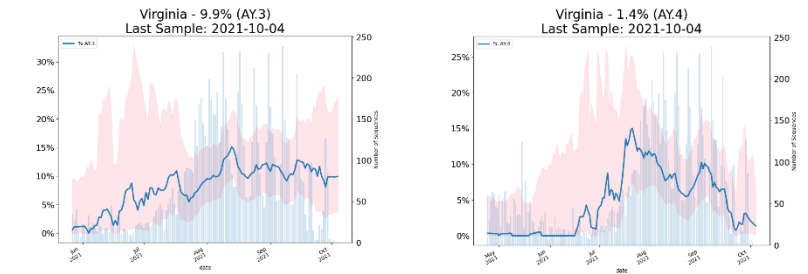 Virginia - 9.9% (AY.3)
Last Sample: 2021-10-04
% AY.3
30%
25%
20%
15%
10%
5%
0%
250
200
150
100
50
0
Number of Sequences
Jun 2021
Jul 2021
Aug 2021
Sep 2021
Oct 2021
date
Virginia - 1.4% (AY.4)
Last Sample: 2021-10-04
% AY.4
25%
20%
15%
10%
5%
0%
250
200
150
100
50
0
Number of Sequences
May 2021
Jun 2021
Jul 2021
Aug 2021
Sep 2021
Oct 2021
date